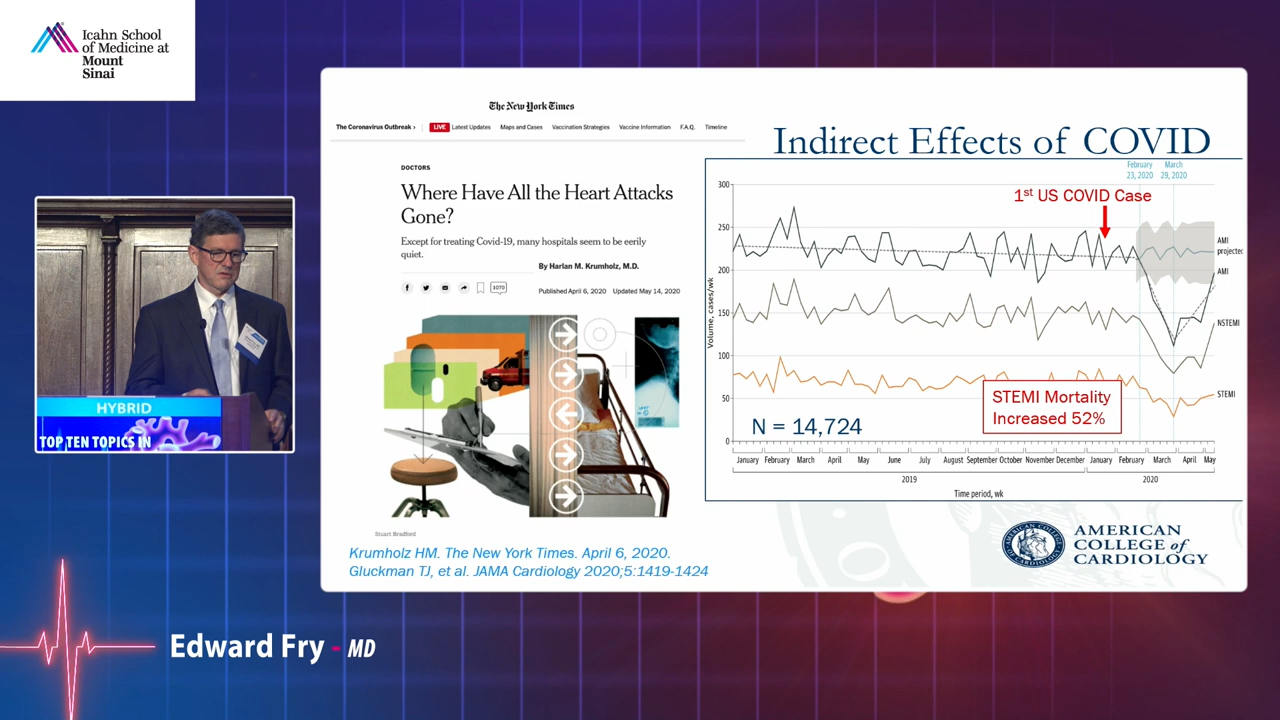 Icahn School
of Medicine at
Mount
Sinai
HYBRID
TOP TEN TOPICS IN
Edward Fry - MD
The New York Times
The Coronavirus Outbreak ›
LIVE Latest Updates Maps and Cases Vaccination Strategies Vaccine Information F.A.Q. Timeline
DOCTORS
Where Have All the Heart Attacks
Gone?
Except for treating Covid-19, many hospitals seem to be eerily
quiet.
By Harlan M. Krumholz, M.D.
Published April 6, 2020 Updated May 14, 2020
1070
Stuart Bradford
Krumholz HM. The New York Times. April 6, 2020.
Gluckman TJ, et al. JAMA Cardiology 2020;5:1419-1424
Indirect Effects of COVID
February
23, 2020
March
29, 2020
1st US COVID Case
300
250
200
150
100
50
0
Volume, cases/wk
AMI
projected
AMI
NSTEMI
STEMI
STEMI Mortality
Increased 52%
N = 14,724
January February March April May June July August September October November December January February March April May
2019 2020
Time period, wk
AMERICAN
COLLEGE of
CARDIOLOGY